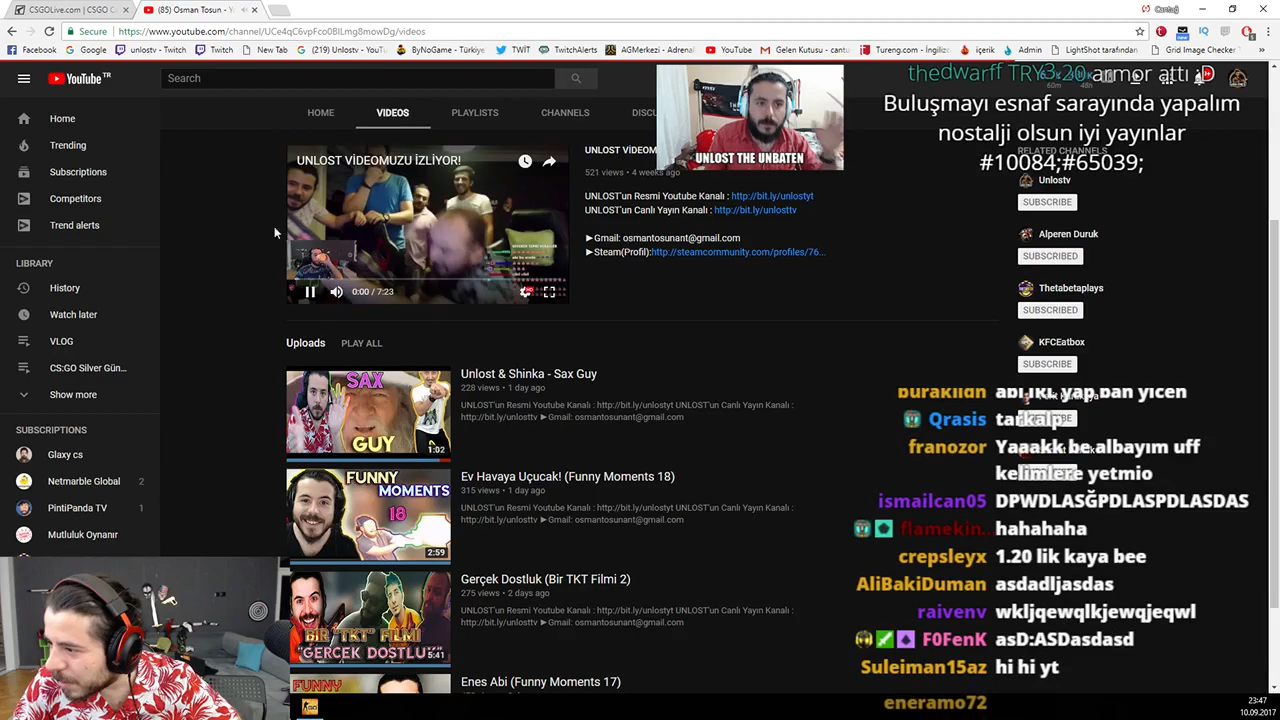 CSGOLive.com - CSGO C
(85) Osman Tosun - Y
Cantağ
Secure
https://www.youtube.com/channel/UCe4qC6vpFco0BILmg8mowDg/videos
Facebook
Google
unlostv - Twitch
Twitch
New Tab
(219) Unlostv - YouTu
ByNoGame - Türkiye
TWİT
TwitchAlerts
AGMerkezi - Adrenal
YouTube
Gelen Kutusu - cantu
Tureng.com - İngilizc
içerik
Admin
LightShot tarafından
Grid Image Checker
YouTube TR
Search
thedwarff TRY3.20 armor attı :D
Buluşmayı esnaf sarayında yapalım
nostalji olsun iyi yayınlar
#10084;#65039;
HOME
VIDEOS
PLAYLISTS
CHANNELS
DISCU
UNLOST THE UNBATEN
Home
Trending
Subscriptions
Competitors
Trend alerts
LIBRARY
History
Watch later
VLOG
CS:GO Silver Gün...
Show more
SUBSCRIPTIONS
Glaxy cs
Netmarble Global 2
PintiPanda TV 1
Mutluluk Oynanır
UNLOST VİDEOMUZU İZLİYOR!
0:00 / 7:23
UNLOST VİDEOM
521 views • 4 weeks ago
UNLOST'un Resmi Youtube Kanalı : http://bit.ly/unlostyt
UNLOST'un Canlı Yayın Kanalı : http://bit.ly/unlosttv
►Gmail: osmantosunant@gmail.com
►Steam(Profil):http://steamcommunity.com/profiles/76...
Uploads
PLAY ALL
SAX
GUY
1:02
Unlost & Shinka - Sax Guy
228 views • 1 day ago
UNLOST'un Resmi Youtube Kanalı : http://bit.ly/unlostyt UNLOST'un Canlı Yayın Kanalı :
http://bit.ly/unlosttv ►Gmail: osmantosunant@gmail.com
FUNNY
MOMENTS
18
2:59
Ev Havaya Uçucak! (Funny Moments 18)
315 views • 1 day ago
UNLOST'un Resmi Youtube Kanalı : http://bit.ly/unlostyt UNLOST'un Canlı Yayın Kanalı :
http://bit.ly/unlosttv ►Gmail: osmantosunant@gmail.com
BİR "TKT" FİLMİ
"GERÇEK DOSTLUK"
5:41
Gerçek Dostluk (Bir TKT Filmi 2)
275 views • 2 days ago
UNLOST'un Resmi Youtube Kanalı : http://bit.ly/unlostyt UNLOST'un Canlı Yayın Kanalı :
http://bit.ly/unlosttv ►Gmail: osmantosunant@gmail.com
FUNNY
Enes Abi (Funny Moments 17)
RELATED CHANNELS
Unlostv
SUBSCRIBE
Alperen Duruk
SUBSCRIBED
Thetabetaplays
SUBSCRIBED
KFCEatbox
SUBSCRIBE
burakildn abi IRL yap ban yicen
Qrasis tarkalp
franozor Yaaakk be albayım uff
kelimlere yetmio
ismailcan05 DPWDLASĞPDLASPDLASDAS
flamekin... hahahaha
crepsleyx 1.20 lik kaya bee
AliBakiDuman asdadljasdas
raivenv wkljqewqlkjewqjeqwl
F0FenK asD:ASDasdasd
Suleiman15az hi hi yt
eneramo72
23:47
10.09.2017